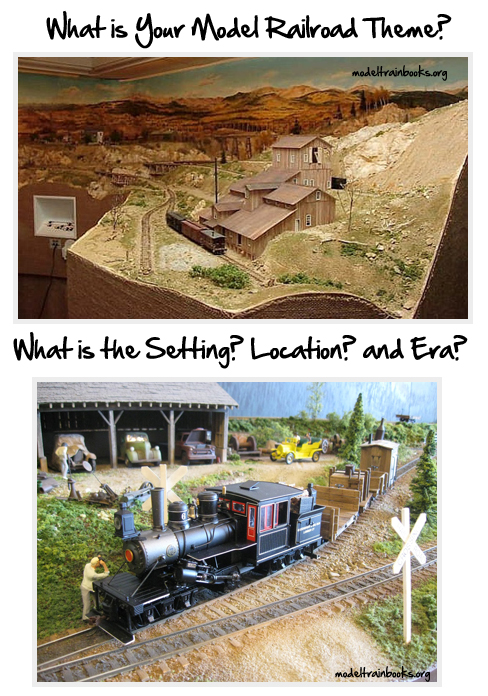 What is Your Model Railroad Theme?
modeltrainbooks.org
What is the Setting? Location? and Era?
modeltrainbooks.org